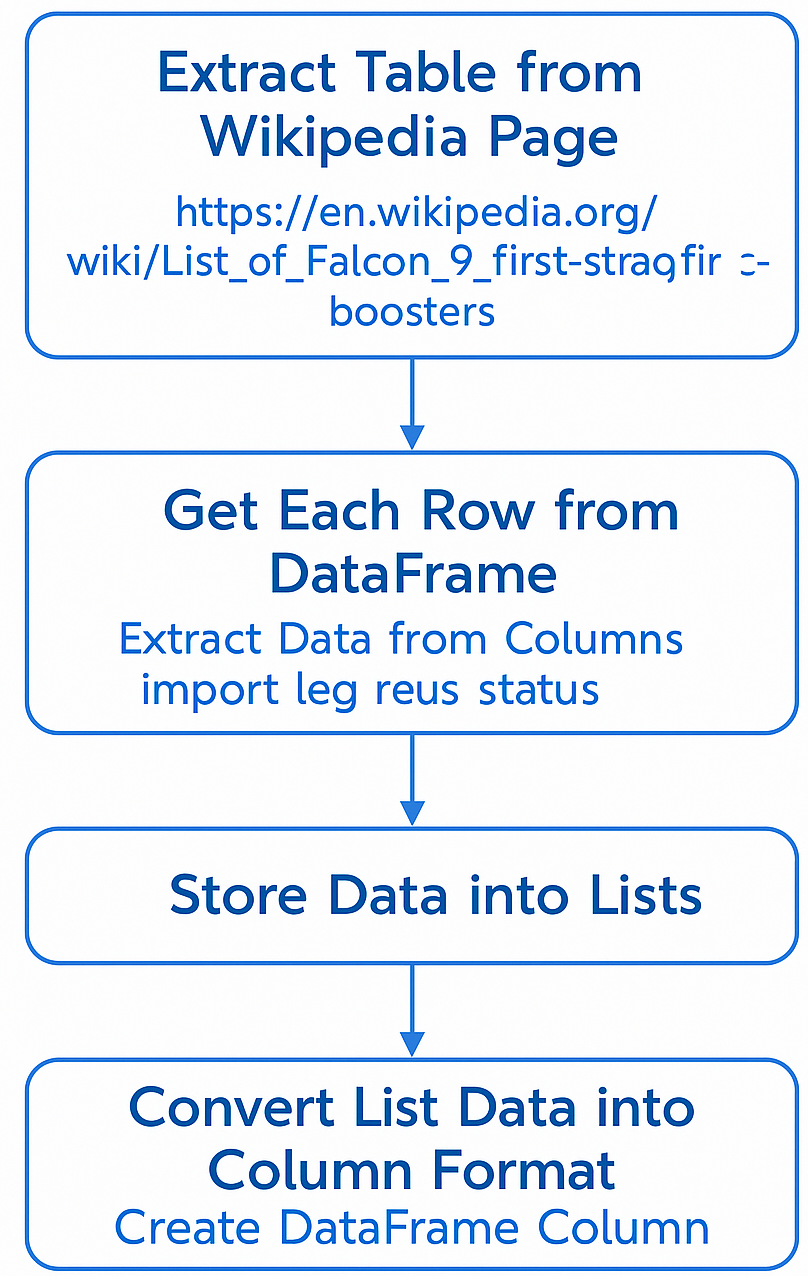 Extract Table from
Wikipedia Page
https://en.wikipedia.org/
wiki/List_of_Falcon_9_first-straqfir c-
boosters
Get Each Row from
DataFrame
Extract Data from Columns
import leg reus status
Store Data into Lists
Convert List Data into
Column Format
Create DataFrame Column